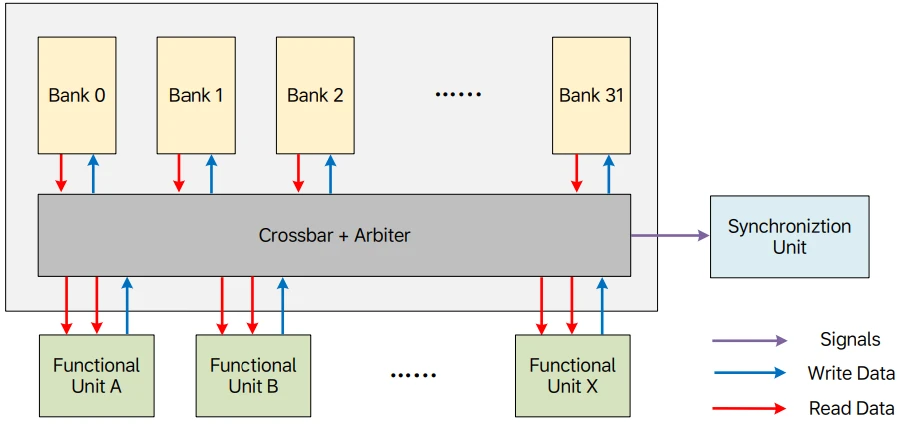 Bank 0
Bank 1
Bank 2
......
Bank 31
Crossbar + Arbiter
Synchroniztion
Unit
Functional
Unit A
Functional
Unit B
......
Functional
Unit X
Signals
Write Data
Read Data